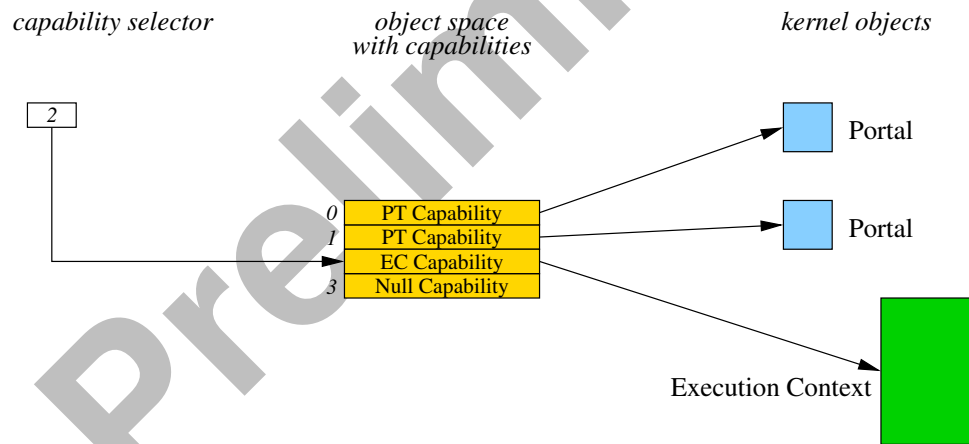 capability selector
object space
with capabilities
kernel objects
2
Portal
0 PT Capability
1 PT Capability
EC Capability
3 Null Capability
Portal
Execution Context
Prelim